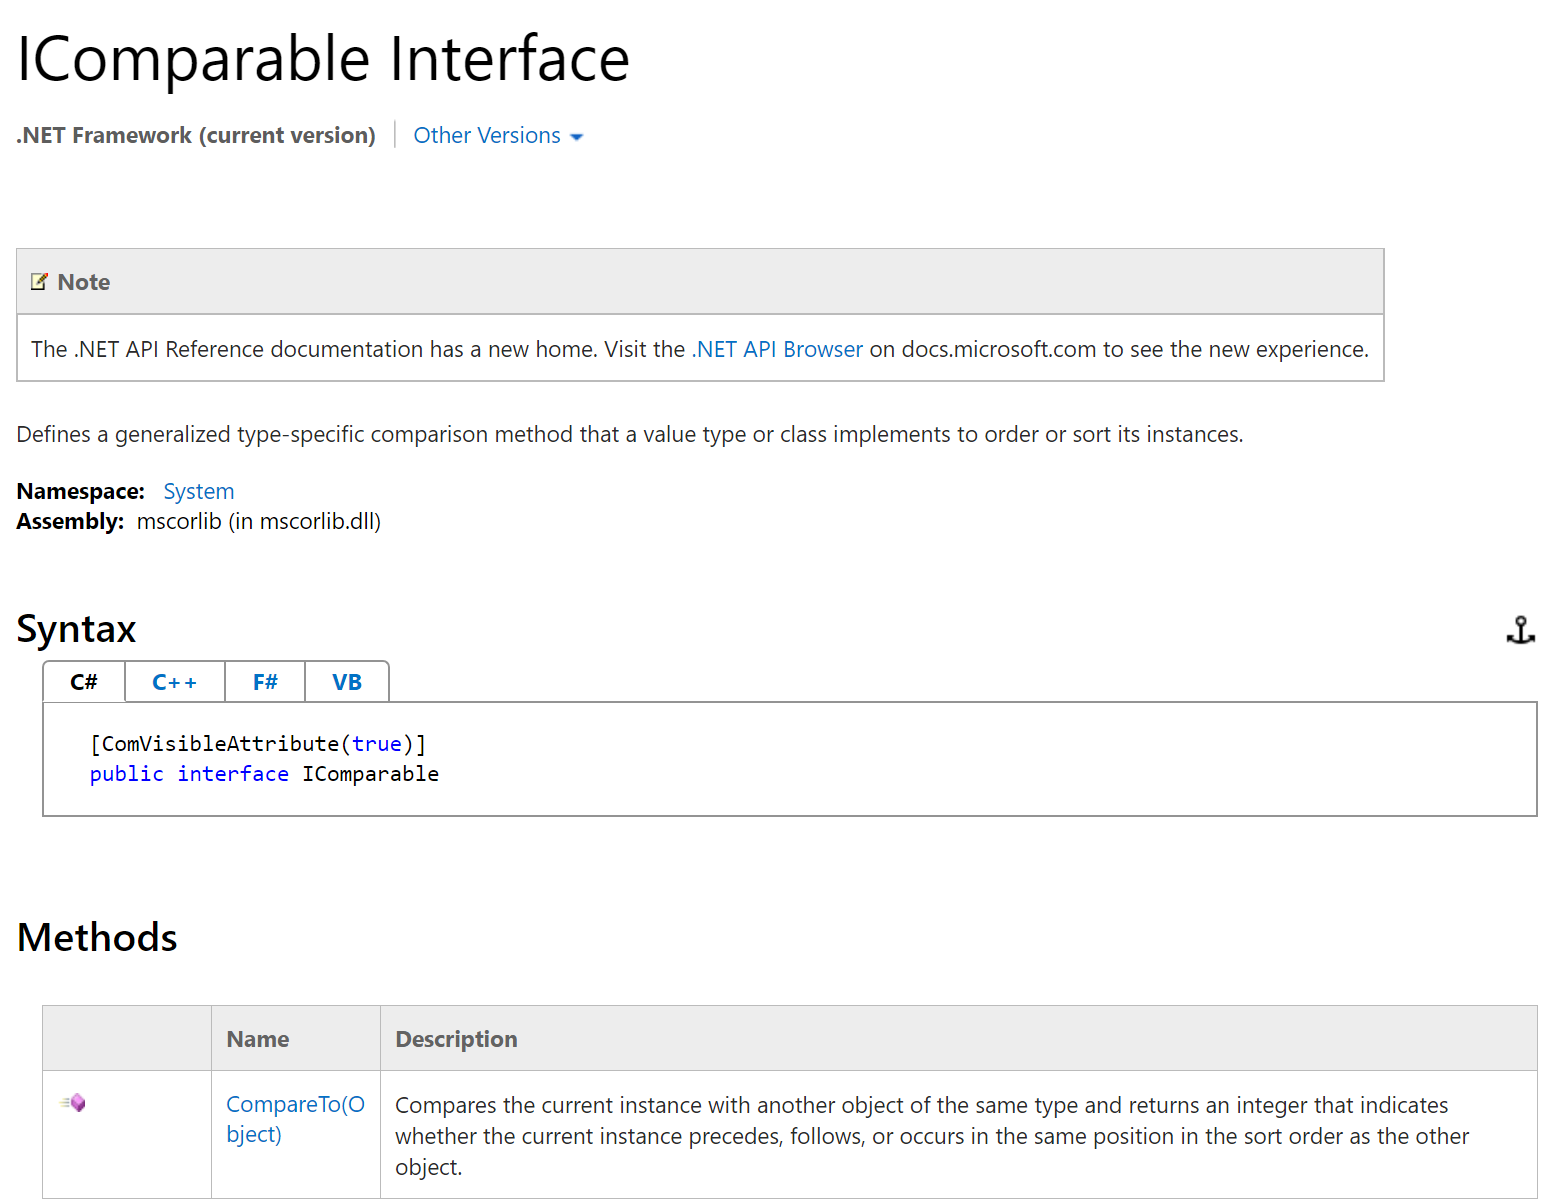 IComparable Interface
.NET Framework (current version)
Other Versions
Note
The .NET API Reference documentation has a new home. Visit the .NET API Browser on docs.microsoft.com to see the new experience.
Defines a generalized type-specific comparison method that a value type or class implements to order or sort its instances.
Namespace: System
Assembly: mscorlib (in mscorlib.dll)
Syntax
C# C++ F# VB
[ComVisibleAttribute(true)]
public interface IComparable
Methods
Name Description
CompareTo(O
bject)
Compares the current instance with another object of the same type and returns an integer that indicates
whether the current instance precedes, follows, or occurs in the same position in the sort order as the other
object.